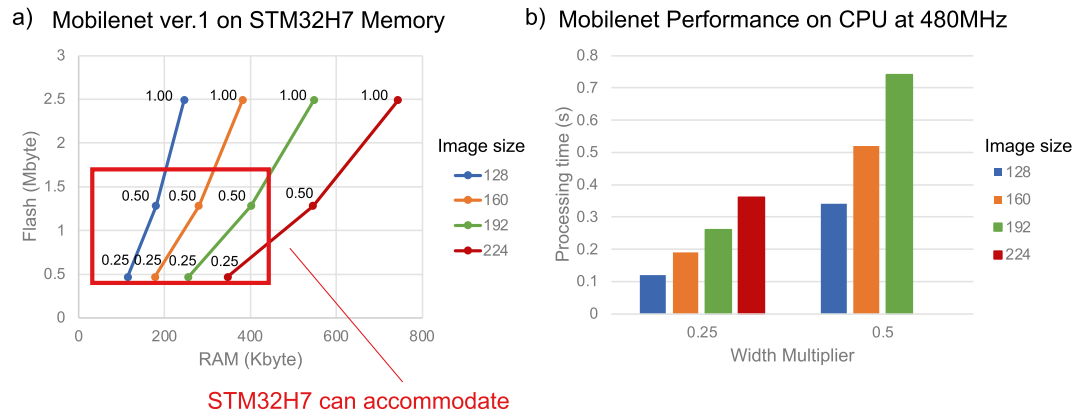 a) Mobilenet ver.1 on STM32H7 Memory
3
2.5
2
1.5
1
0.5
0
Flash (Mbyte)
1.00 1.00 1.00 1.00
0.50 0.50 0.50 0.50
0.25 0.25 0.25 0.25
0 200 400 600 800
RAM (Kbyte)
Image size
128
160
192
224
STM32H7 can accommodate
b) Mobilenet Performance on CPU at 480MHz
0.8
0.7
0.6
0.5
0.4
0.3
0.2
0.1
0
Processing time (s)
0.25 0.5
Width Multiplier
Image size
128
160
192
224